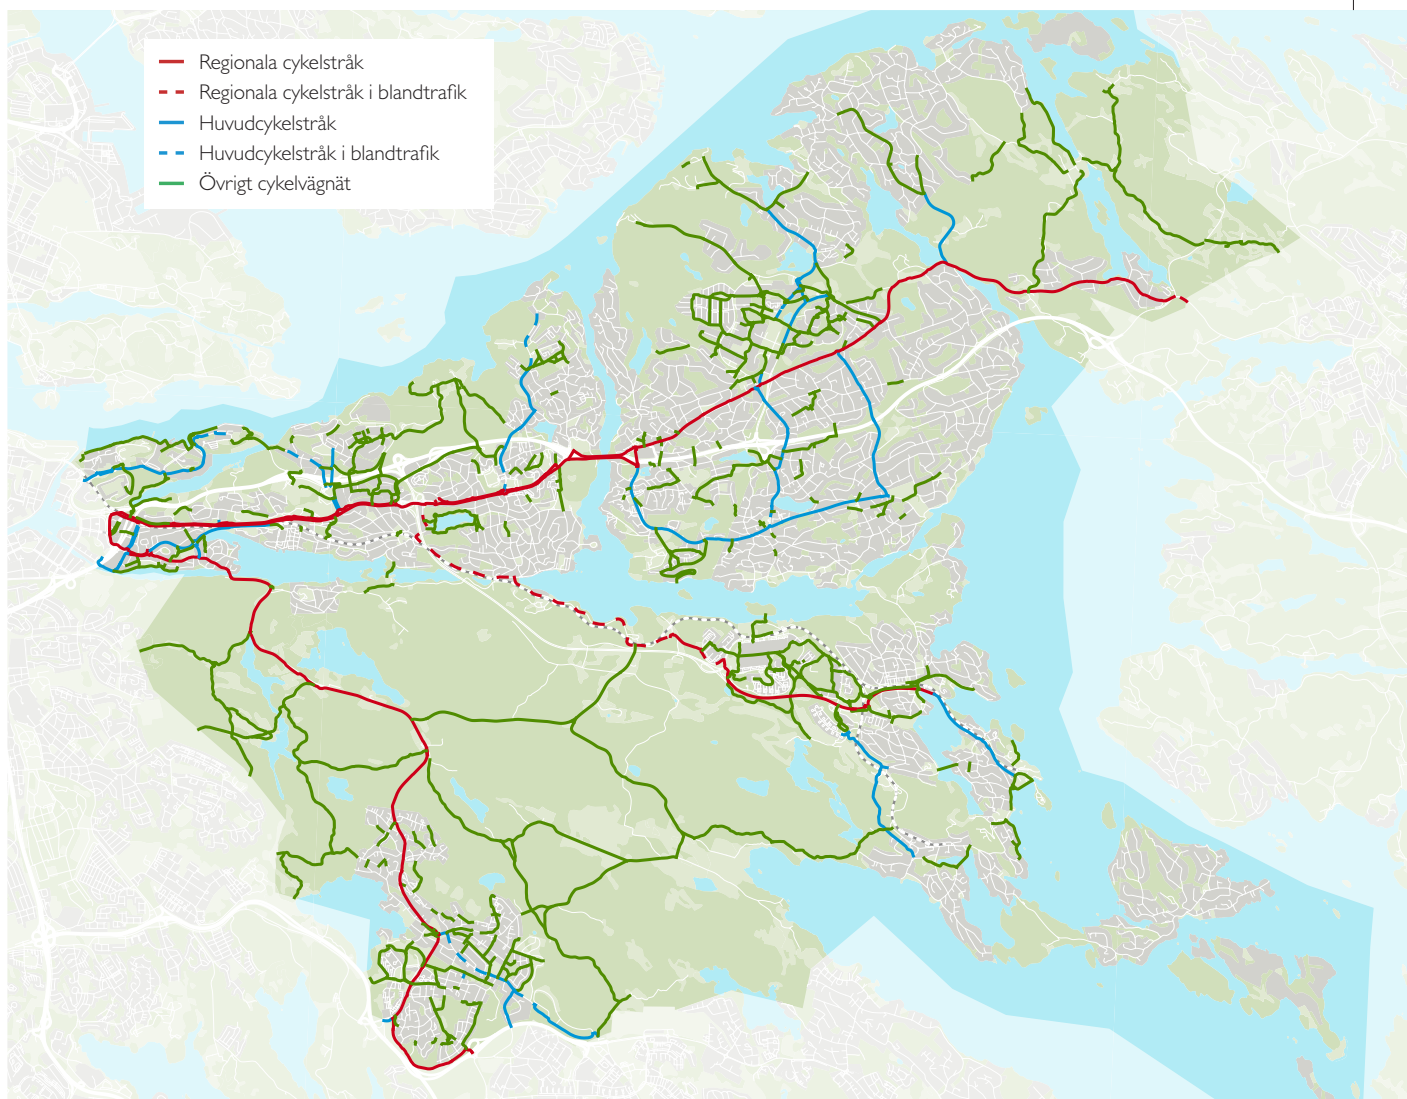 Regionala cykelstråk
Regionala cykelstråk i blandtrafik
Huvudcykelstråk
Huvudcykelstråk i blandtrafik
Övrigt cykelvägnät